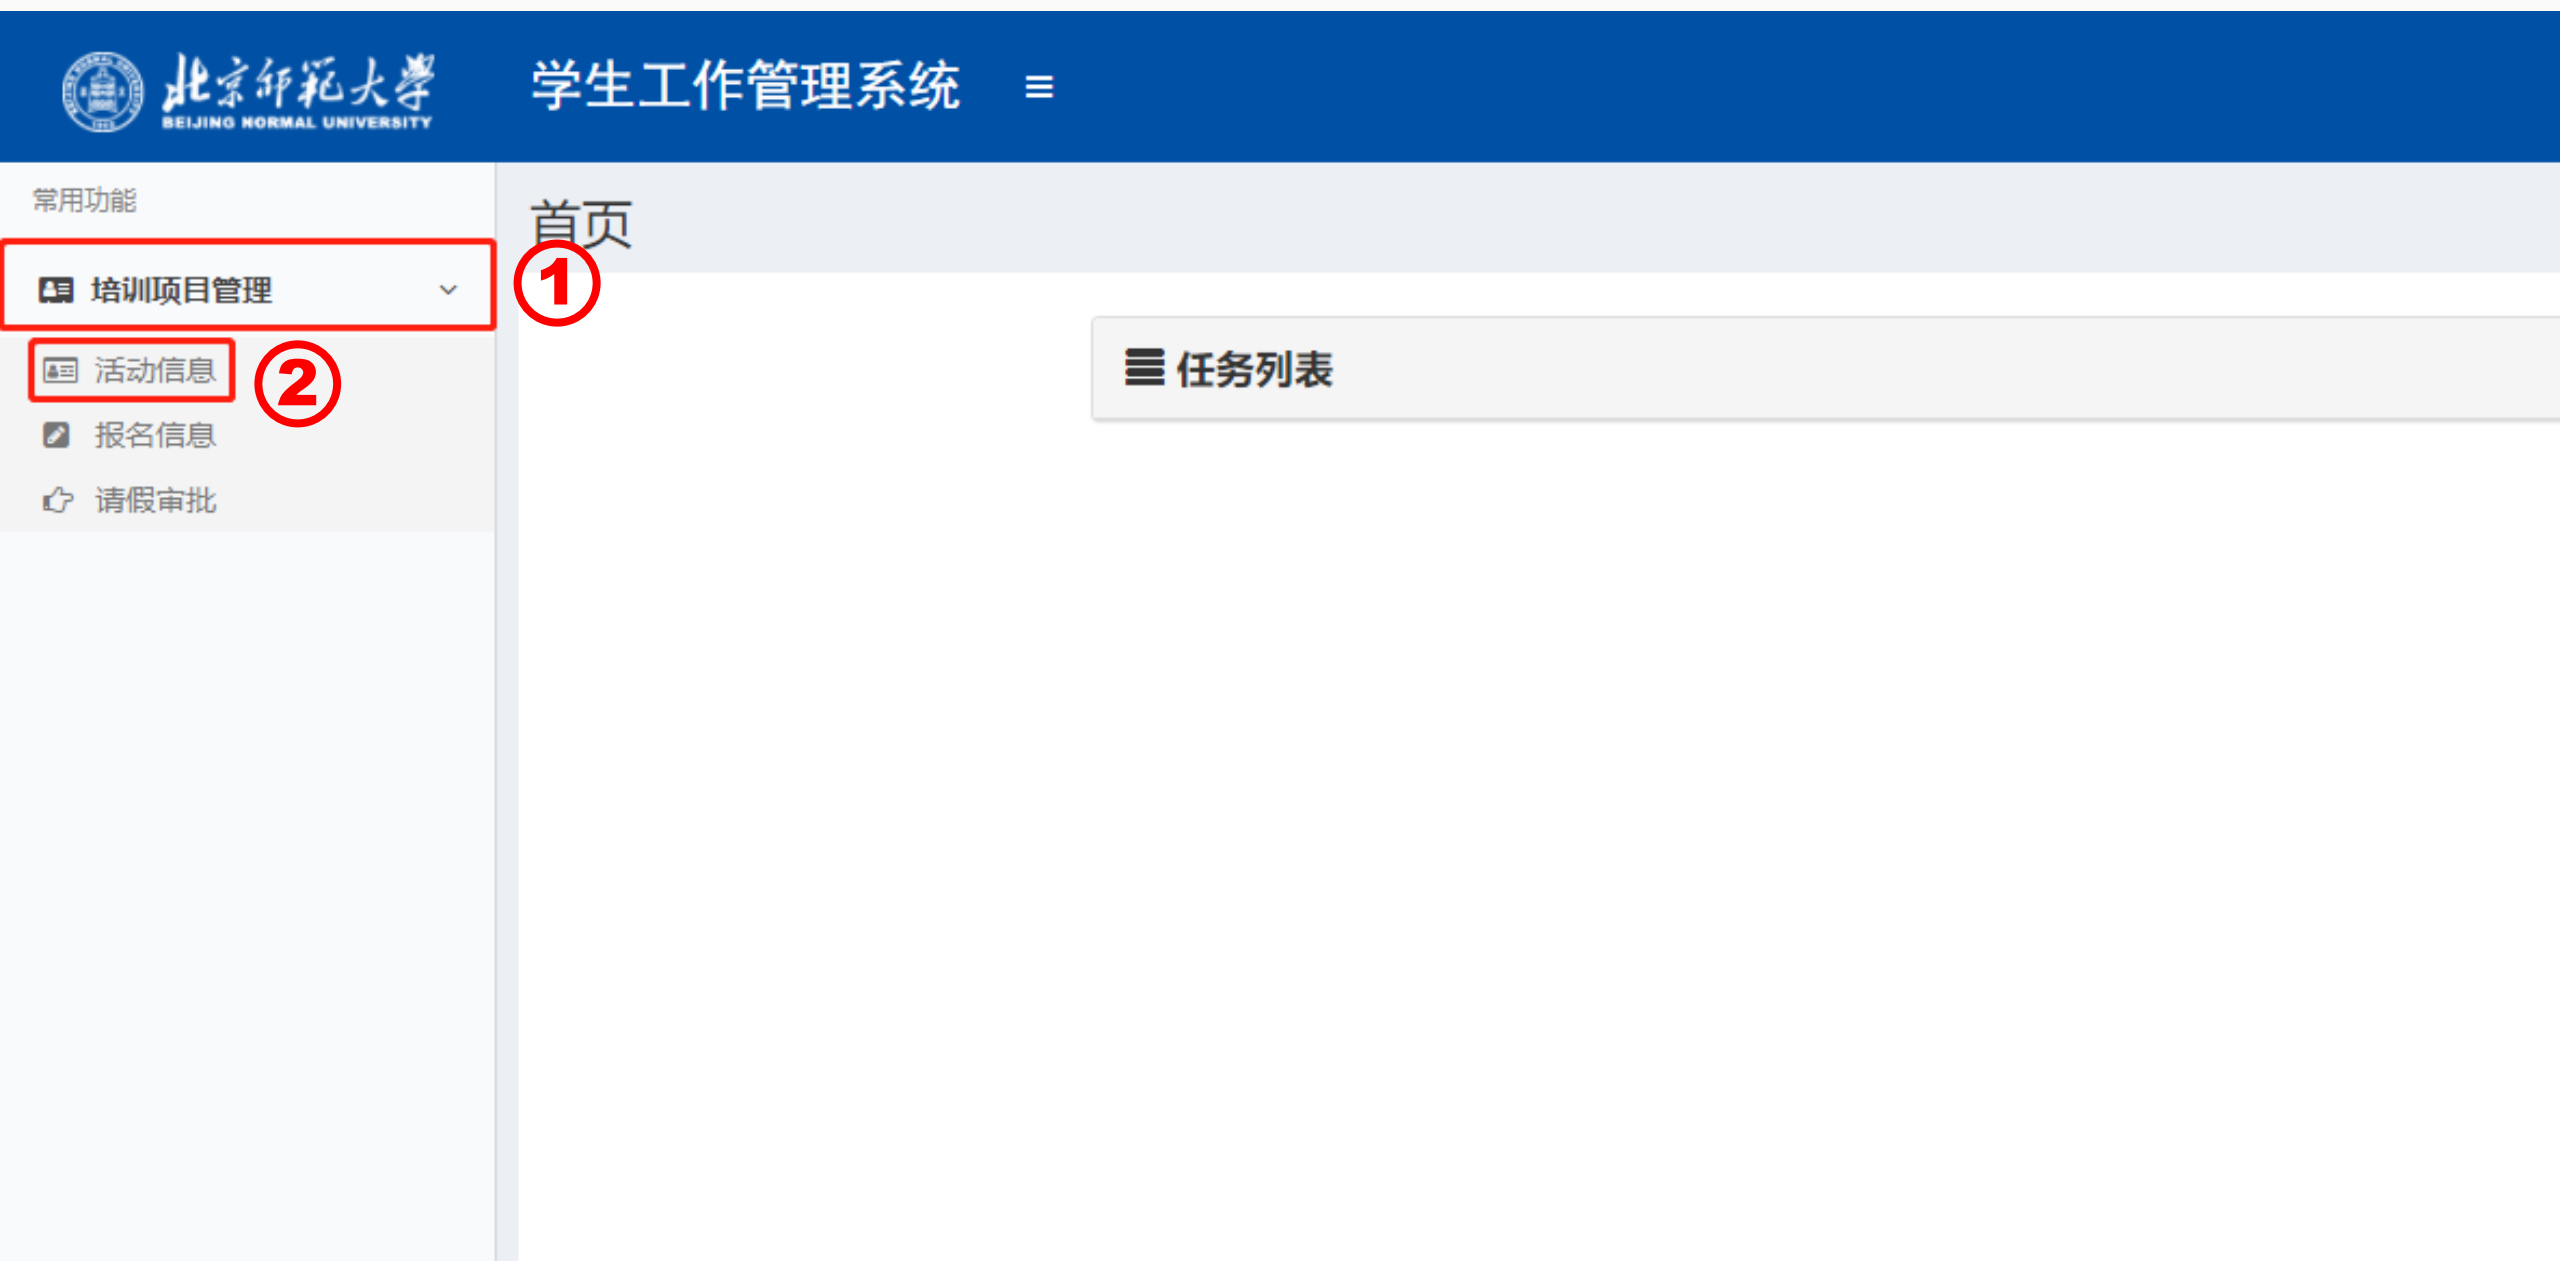 北京师范大学 学生工作管理系统
BEIJING NORMAL UNIVERSITY
常用功能
首页
培训项目管理 ①
任务列表
活动信息 ②
报名信息
请假审批